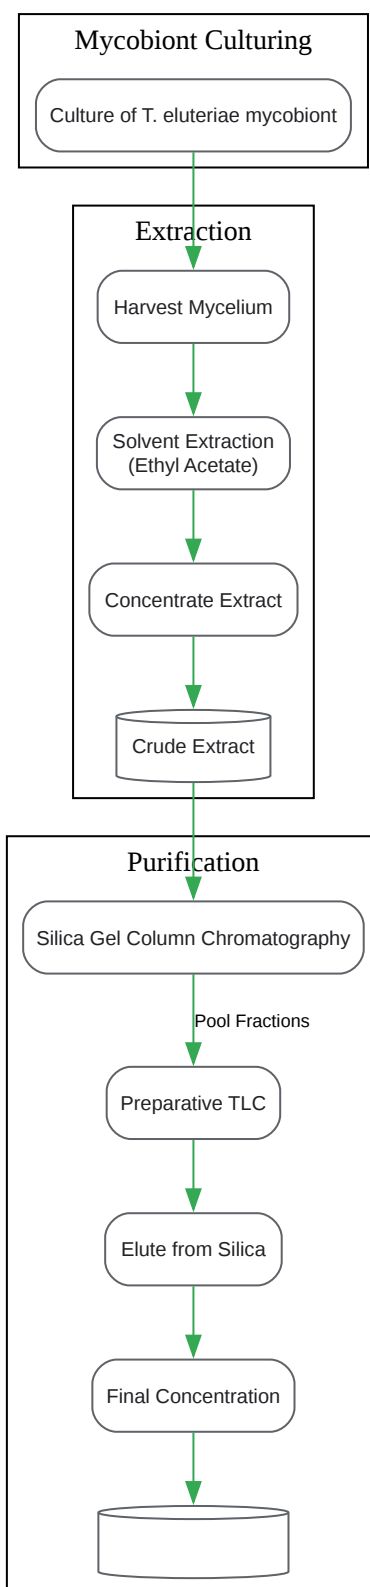 Mycobiont Culturing
Culture of T. eluteriae mycobiont
Extraction
Harvest Mycelium
Solvent Extraction
(Ethyl Acetate)
Concentrate Extract
Crude Extract
Purification
Silica Gel Column Chromatography
Pool Fractions
Preparative TLC
Elute from Silica
Final Concentration